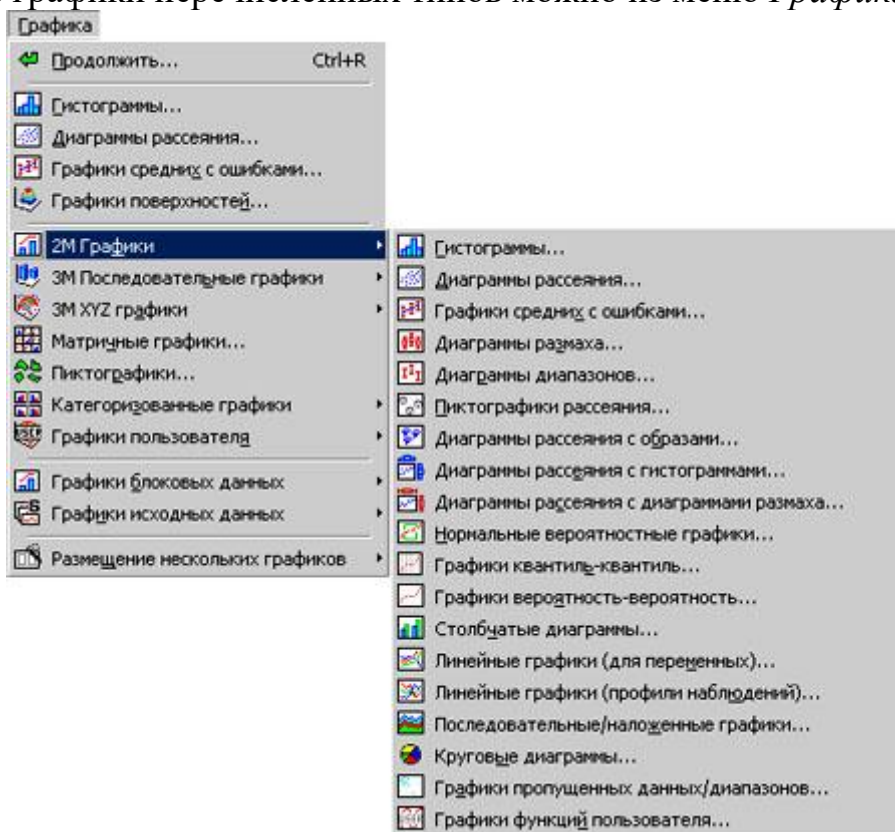 графики перечисленных типов можно из меню Графика
Графика
Продолжить... Ctrl+R
Гистограммы...
Диаграммы рассеяния...
Графики средних с ошибками...
Графики поверхностей...
2М Графики
3М Последовательные графики
3М XYZ графики
Матричные графики...
Пиктографики...
Категоризованные графики
Графики пользователя
Графики блоковых данных
Графики исходных данных
Размещение нескольких графиков
Гистограммы...
Диаграммы рассеяния...
Графики средних с ошибками...
Диаграммы размаха...
Диаграммы диапазонов...
Пиктографики рассеяния...
Диаграммы рассеяния с образами...
Диаграммы рассеяния с гистограммами...
Диаграммы рассеяния с диаграммами размаха...
Нормальные вероятностные графики...
Графики квантиль-квантиль...
Графики вероятность-вероятность...
Столбчатые диаграммы...
Линейные графики (для переменных)...
Линейные графики (профили наблюдений)...
Последовательные/наложенные графики...
Круговые диаграммы...
Графики пропущенных данных/диапазонов...
Графики функций пользователя...